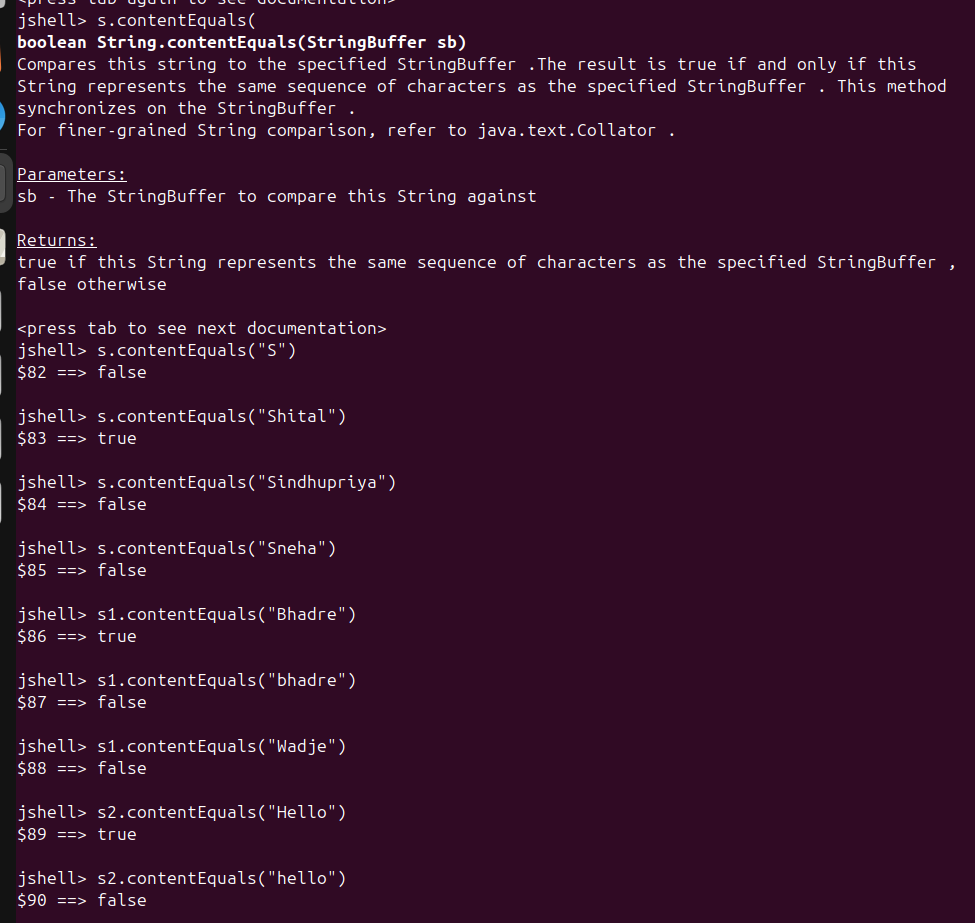 <press tab again to see documentation>
jshell> s.contentEquals(
boolean String.contentEquals(StringBuffer sb)
Compares this string to the specified StringBuffer .The result is true if and only if this
String represents the same sequence of characters as the specified StringBuffer . This method
synchronizes on the StringBuffer .
For finer-grained String comparison, refer to java.text.Collator .
Parameters:
sb - The StringBuffer to compare this String against
Returns:
true if this String represents the same sequence of characters as the specified StringBuffer ,
false otherwise
<press tab to see next documentation>
jshell> s.contentEquals("S")
$82 ==> false
jshell> s.contentEquals("Shital")
$83 ==> true
jshell> s.contentEquals("Sindhupriya")
$84 ==> false
jshell> s.contentEquals("Sneha")
$85 ==> false
jshell> s1.contentEquals("Bhadre")
$86 ==> true
jshell> s1.contentEquals("bhadre")
$87 ==> false
jshell> s1.contentEquals("Wadje")
$88 ==> false
jshell> s2.contentEquals("Hello")
$89 ==> true
jshell> s2.contentEquals("hello")
$90 ==> false